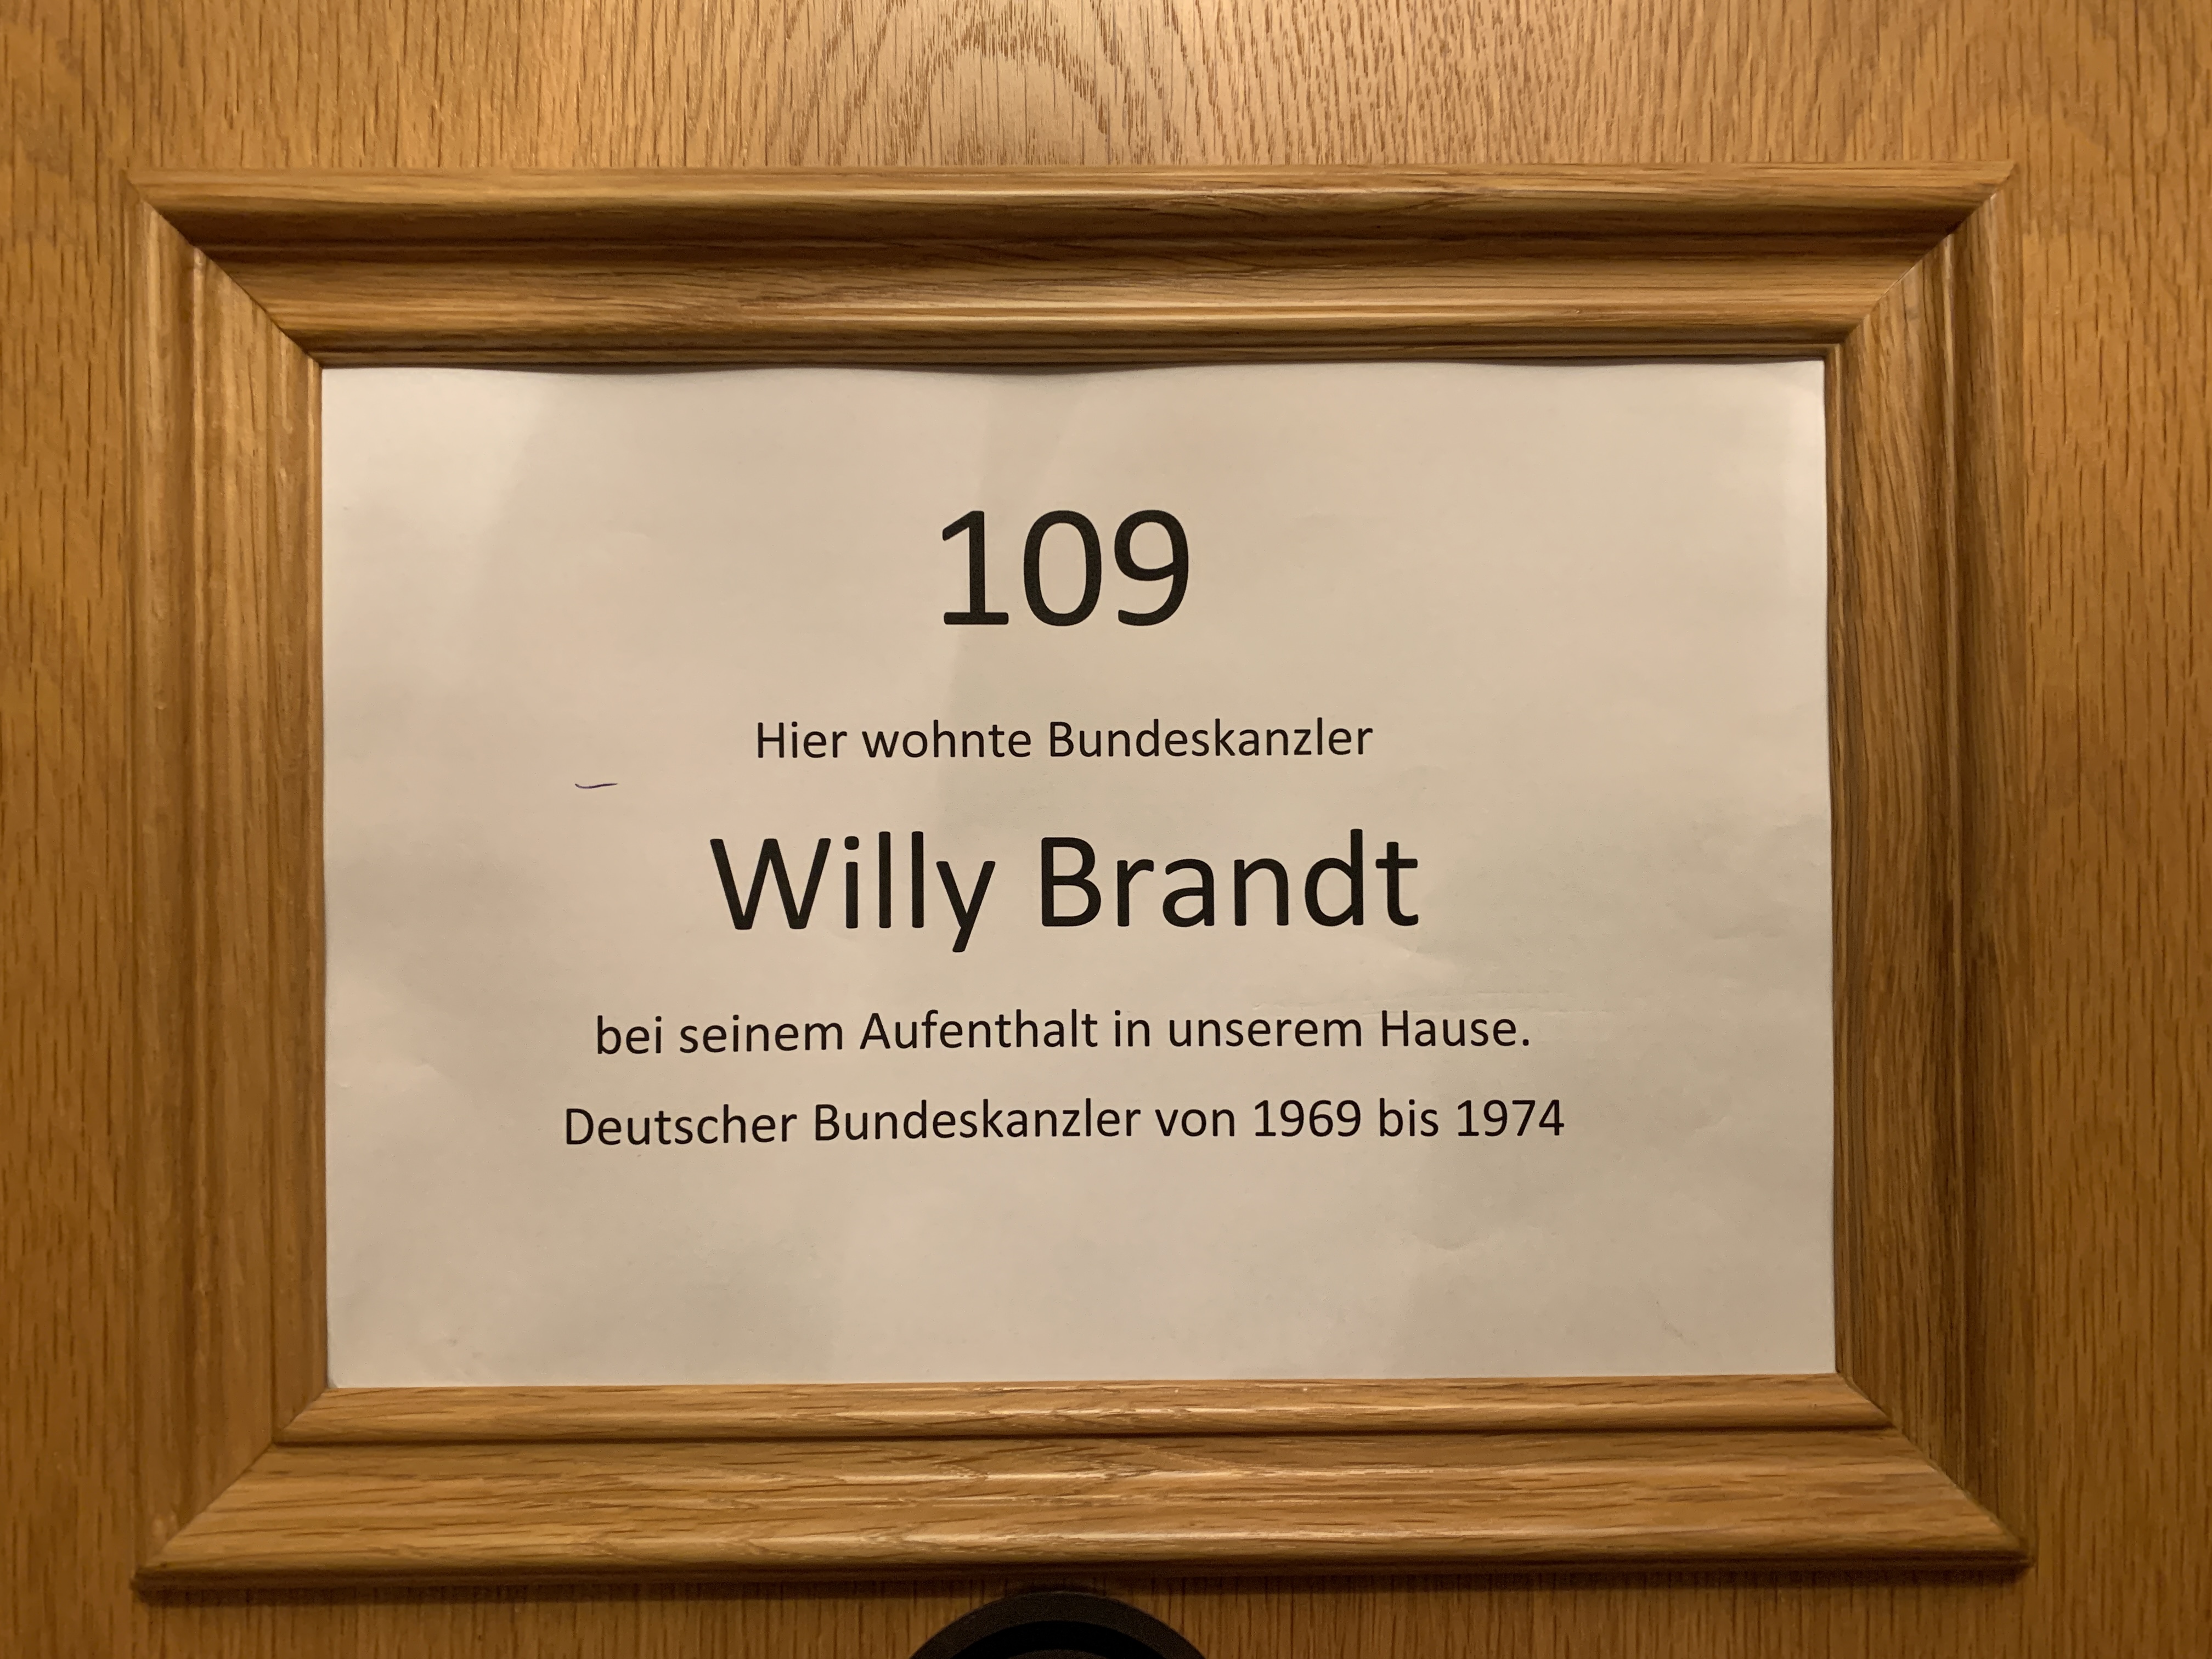 109
Hier wohnte Bundeskanzler
Willy Brandt
bei seinem Aufenthalt in unserem Hause.
Deutscher Bundeskanzler von 1969 bis 1974